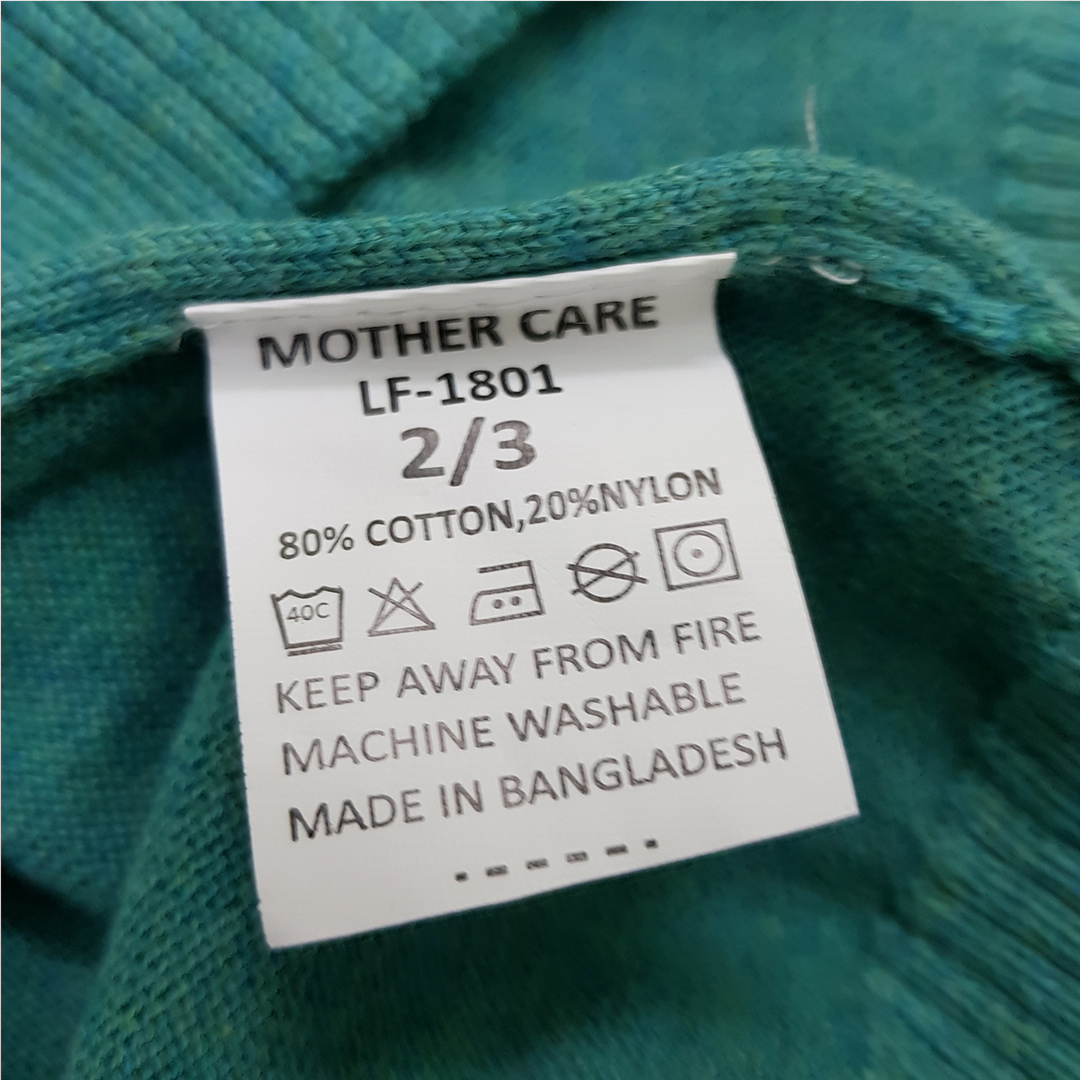 MOTHER CARE
LF-1801
2/3
80% COTTON,20%NYLON
40C
KEEP AWAY FROM FIRE
MACHINE WASHABLE
MADE IN BANGLADESH